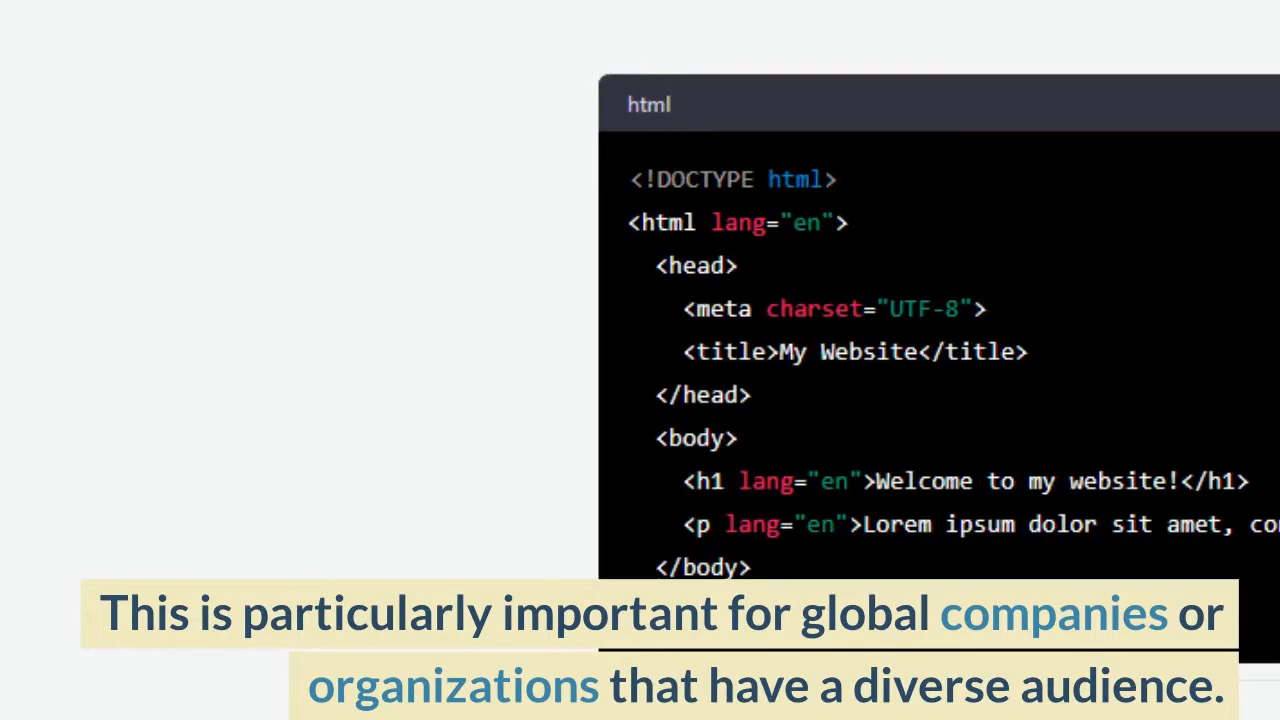 html
<!DOCTYPE html>
<html lang="en">
<head>
<meta charset="UTF-8">
<title>My Website</title>
</head>
<body>
<h1 lang="en">Welcome to my website!</h1>
<p lang="en">Lorem ipsum dolor sit amet,
</body>
This is particularly important for global companies or
organizations that have a diverse audience.